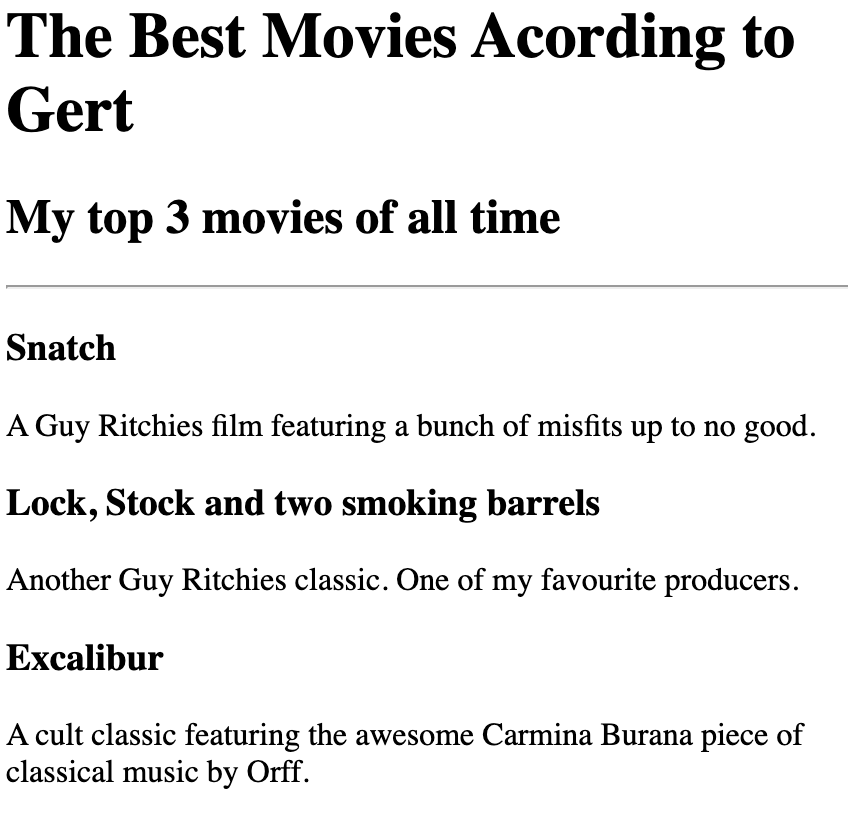 The Best Movies Acording to
Gert
My top 3 movies of all time
Snatch
A Guy Ritchies film featuring a bunch of misfits up to no good.
Lock, Stock and two smoking barrels
Another Guy Ritchies classic. One of my favourite producers.
Excalibur
A cult classic featuring the awesome Carmina Burana piece of
classical music by Orff.